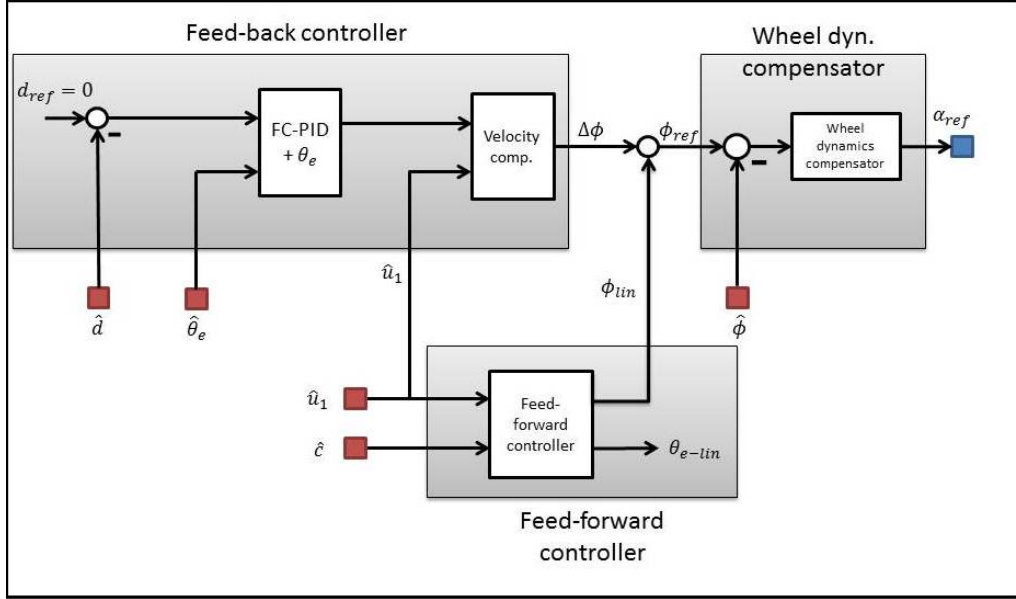 Feed-back controller
Wheel dyn.
compensator
d_ref = 0
-
FC-PID
+ θ_e
Velocity
comp.
Δϕ
ϕ_ref
-
Wheel
dynamics
compensator
α_ref
û_1
ϕ_lin
d̂
θ̂_e
ϕ̂
û_1
ĉ
Feed-
forward
controller
θ_e−lin
Feed-forward
controller